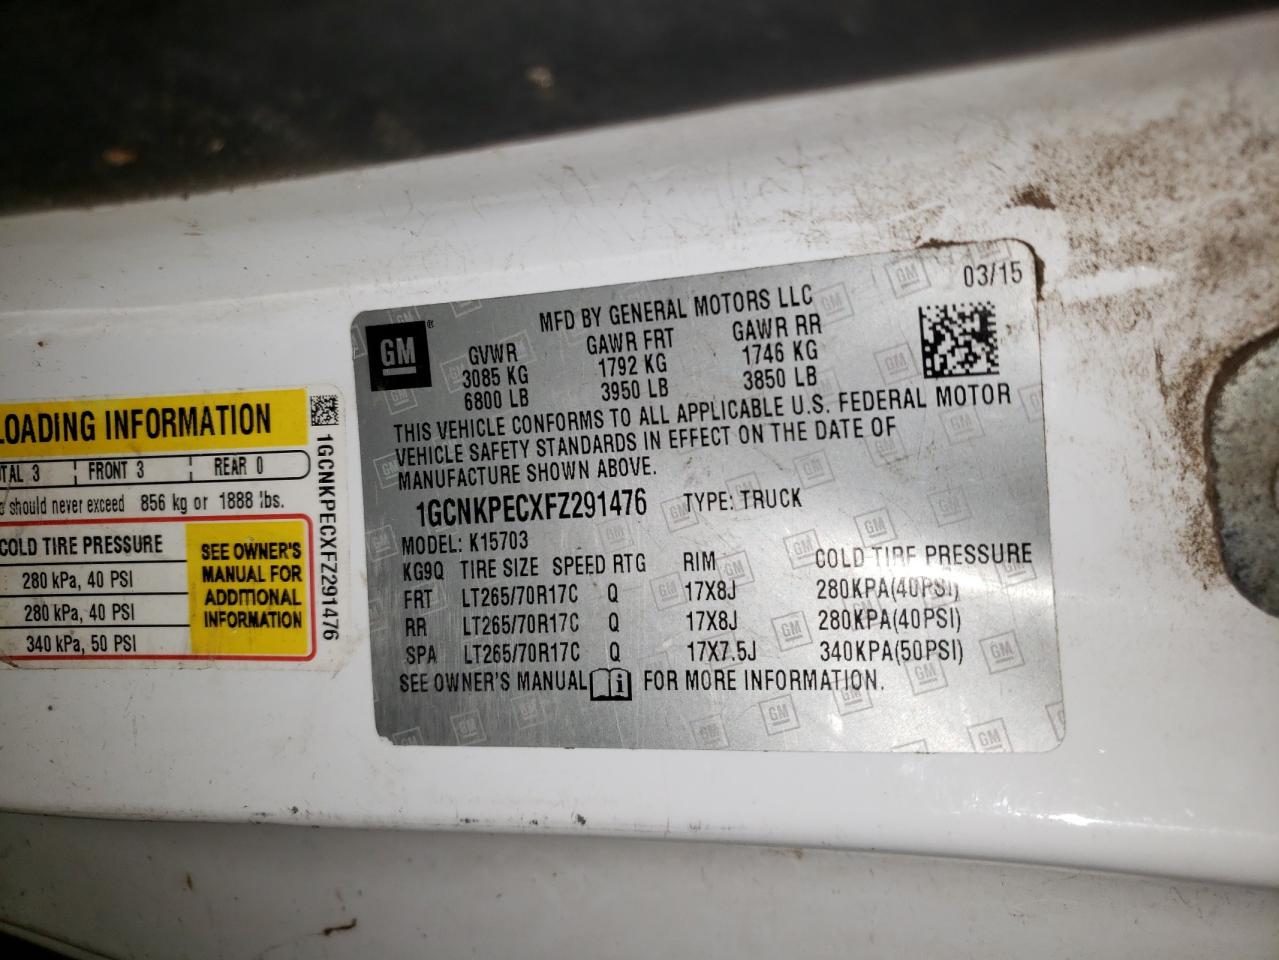 LOADING INFORMATION
TAL 3 FRONT 3 REAR 0
should never exceed 856 kg or 1888 lbs.
COLD TIRE PRESSURE
280 kPa, 40 PSI
280 kPa, 40 PSI
340 kPa, 50 PSI
SEE OWNER'S
MANUAL FOR
ADDITIONAL
INFORMATION
1GCNKPECXFZ291476
GM®
MFD BY GENERAL MOTORS LLC
03/15
GVWR GAWR FRT GAWR RR
3085 KG 1792 KG 1746 KG
6800 LB 3950 LB 3850 LB
THIS VEHICLE CONFORMS TO ALL APPLICABLE U.S. FEDERAL MOTOR
VEHICLE SAFETY STANDARDS IN EFFECT ON THE DATE OF
MANUFACTURE SHOWN ABOVE.
1GCNKPECXFZ291476 TYPE: TRUCK
MODEL: K15703
KG9Q TIRE SIZE SPEED RTG RIM COLD TIRE PRESSURE
FRT LT265/70R17C Q 17X8J 280KPA(40PSI)
RR LT265/70R17C Q 17X8J 280KPA(40PSI)
SPA LT265/70R17C Q 17X7.5J 340KPA(50PSI)
SEE OWNER'S MANUAL i FOR MORE INFORMATION.